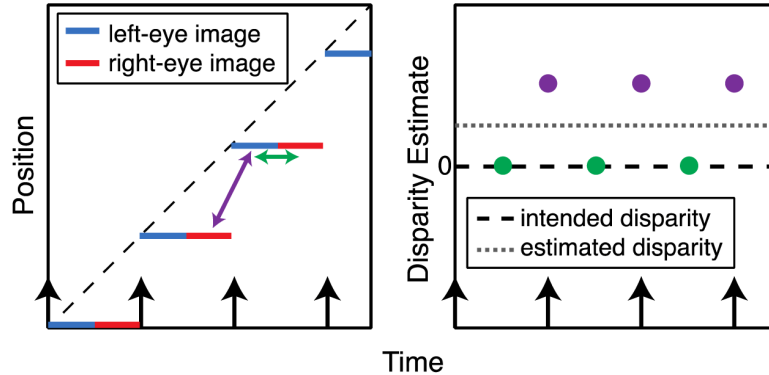 left-eye image
right-eye image
Position
Disparity Estimate
0
intended disparity
estimated disparity
Time